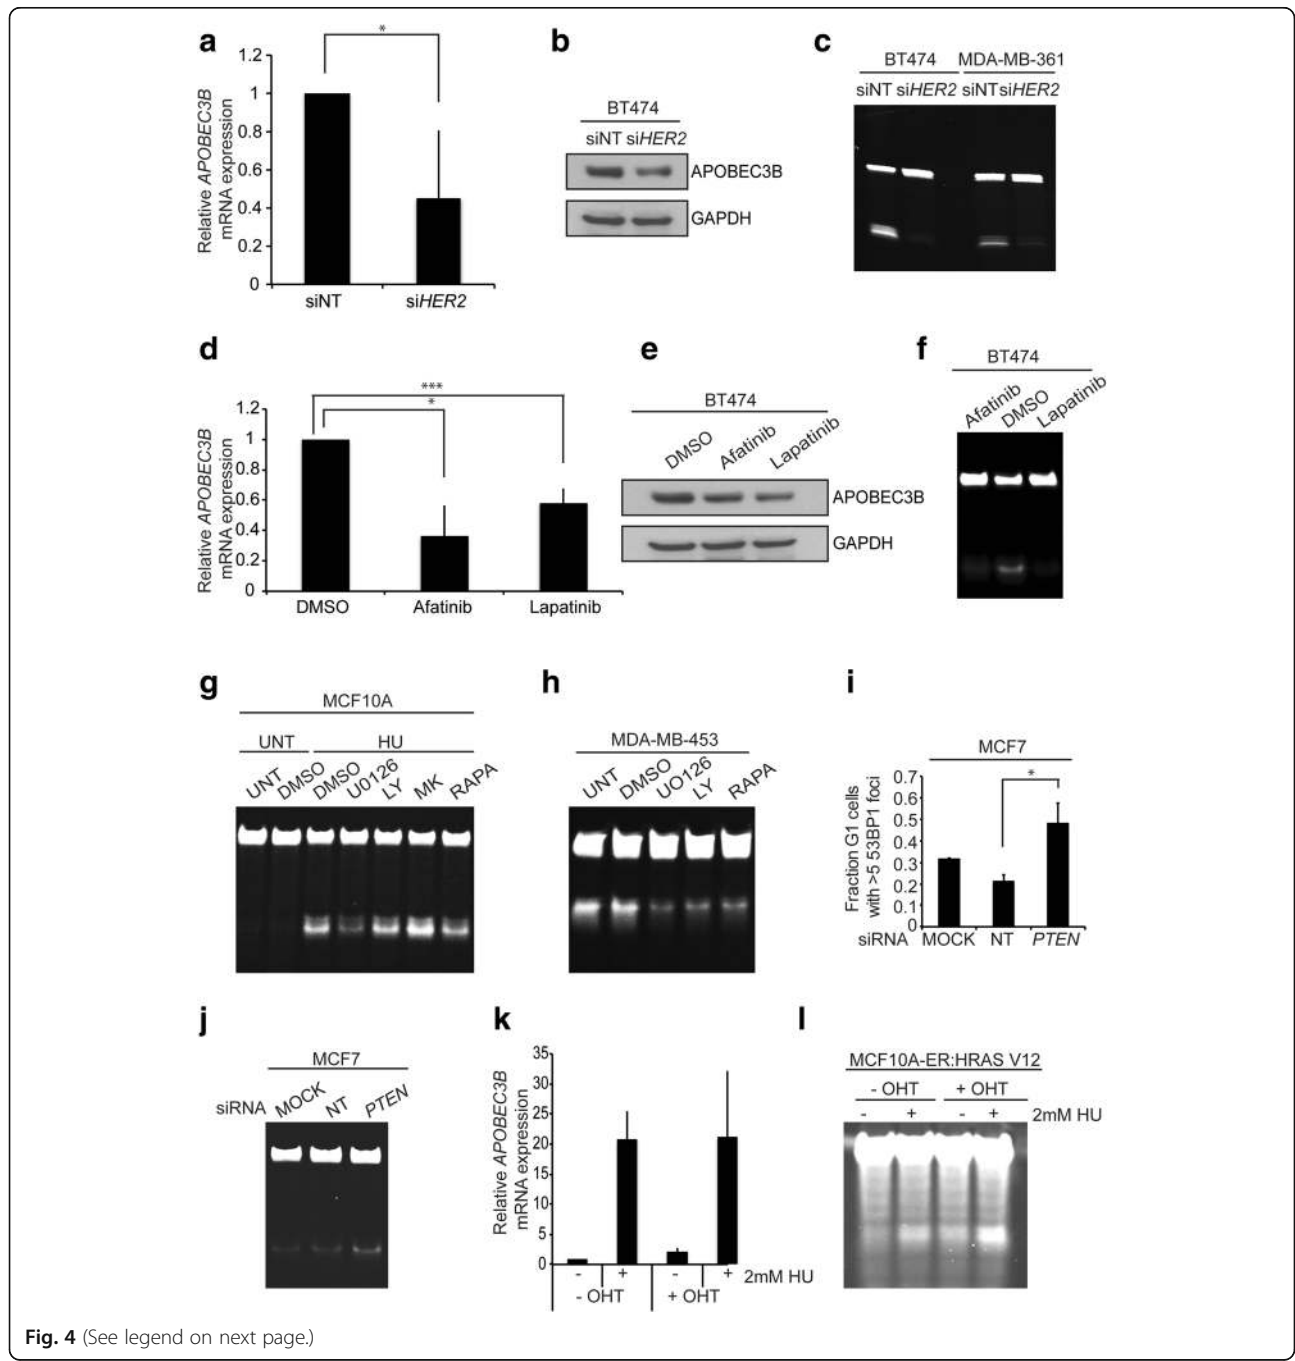 a
*
1.2
1
0.8
0.6
0.4
0.2
0
Relative APOBEC3B
mRNA expression
siNT siHER2
b
BT474
siNT siHER2
APOBEC3B
GAPDH
c
BT474 MDA-MB-361
siNT siHER2 siNT siHER2
d
***
*
1.2
1
0.8
0.6
0.4
0.2
0
Relative APOBEC3B
mRNA expression
DMSO Afatinib Lapatinib
e
BT474
DMSO Afatinib Lapatinib
APOBEC3B
GAPDH
f
BT474
Afatinib DMSO Lapatinib
g
MCF10A
UNT HU
UNT DMSO DMSO U0126 LY MK RAPA
h
MDA-MB-453
UNT DMSO UO126 LY RAPA
i
MCF7
*
0.7
0.6
0.5
0.4
0.3
0.2
0.1
0
Fraction G1 cells
with >5 53BP1 foci
siRNA MOCK NT PTEN
j
MCF7
siRNA MOCK NT PTEN
k
35
30
25
20
15
10
5
0
Relative APOBEC3B
mRNA expression
- + - + 2mM HU
- OHT + OHT
l
MCF10A-ER:HRAS V12
- OHT + OHT
- + - + 2mM HU
Fig. 4 (See legend on next page.)